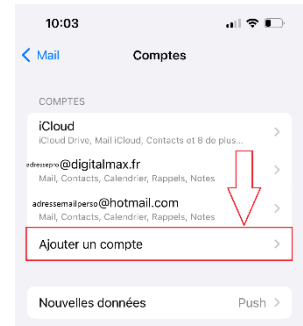 10:03
Mail Comptes
COMPTES
iCloud
iCloud Drive, Mail iCloud, Contacts et 8 de plus...
adressepro@digitalmax.fr
Mail, Contacts, Calendrier, Rappels, Notes
adressemailperso@hotmail.com
Mail, Contacts, Calendrier, Rappels, Notes
Ajouter un compte
Nouvelles données Push